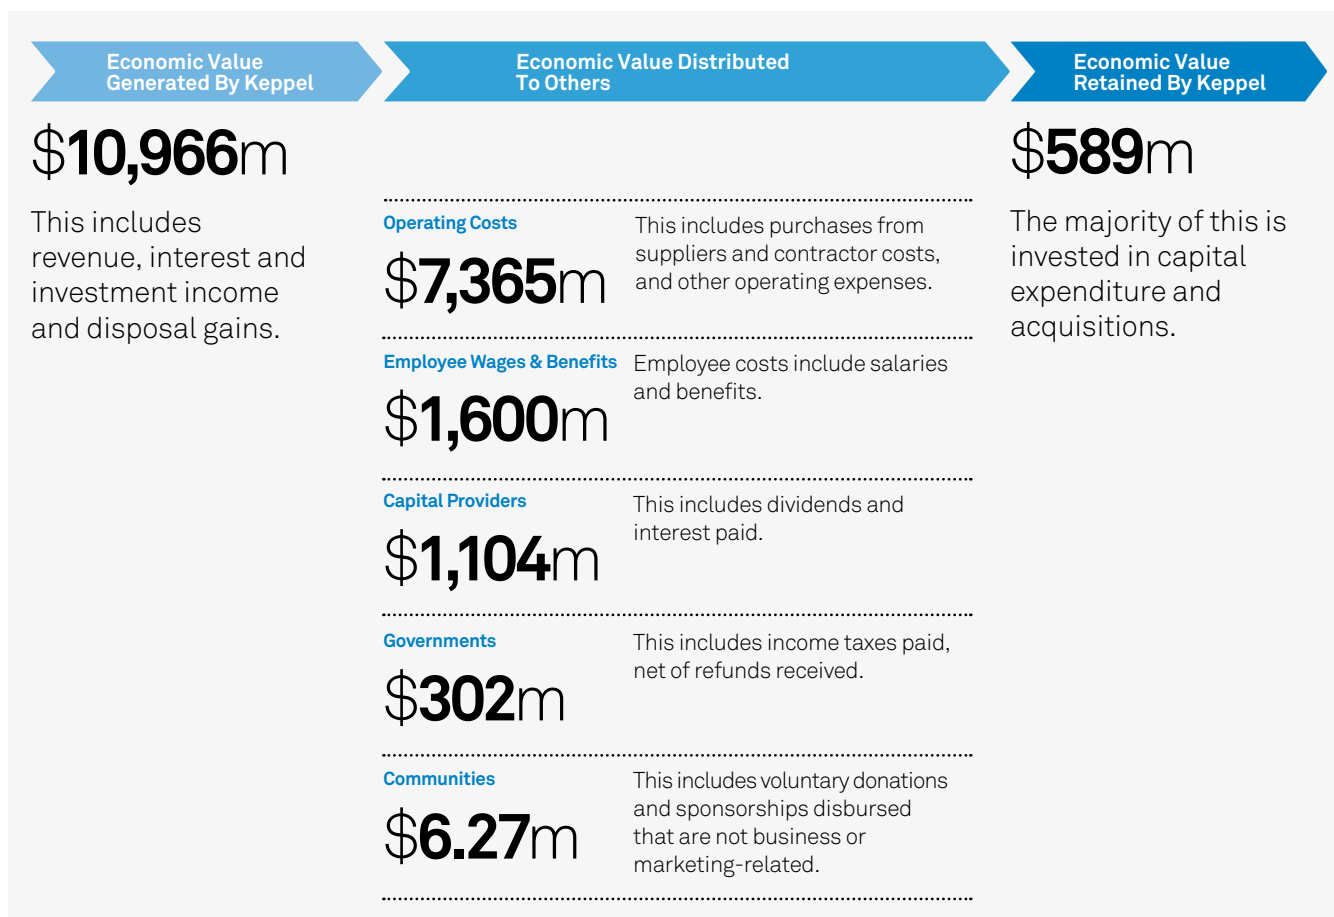 Economic Value
Generated By Keppel
$10,966m
This includes
revenue, interest and
investment income
and disposal gains.
Economic Value Distributed
To Others
Operating Costs
$7,365m
This includes purchases from
suppliers and contractor costs,
and other operating expenses.
Employee Wages & Benefits
$1,600m
Employee costs include salaries
and benefits.
Capital Providers
$1,104m
This includes dividends and
interest paid.
Governments
$302m
This includes income taxes paid,
net of refunds received.
Communities
$6.27m
This includes voluntary donations
and sponsorships disbursed
that are not business or
marketing-related.
Economic Value
Retained By Keppel
$589m
The majority of this is
invested in capital
expenditure and
acquisitions.